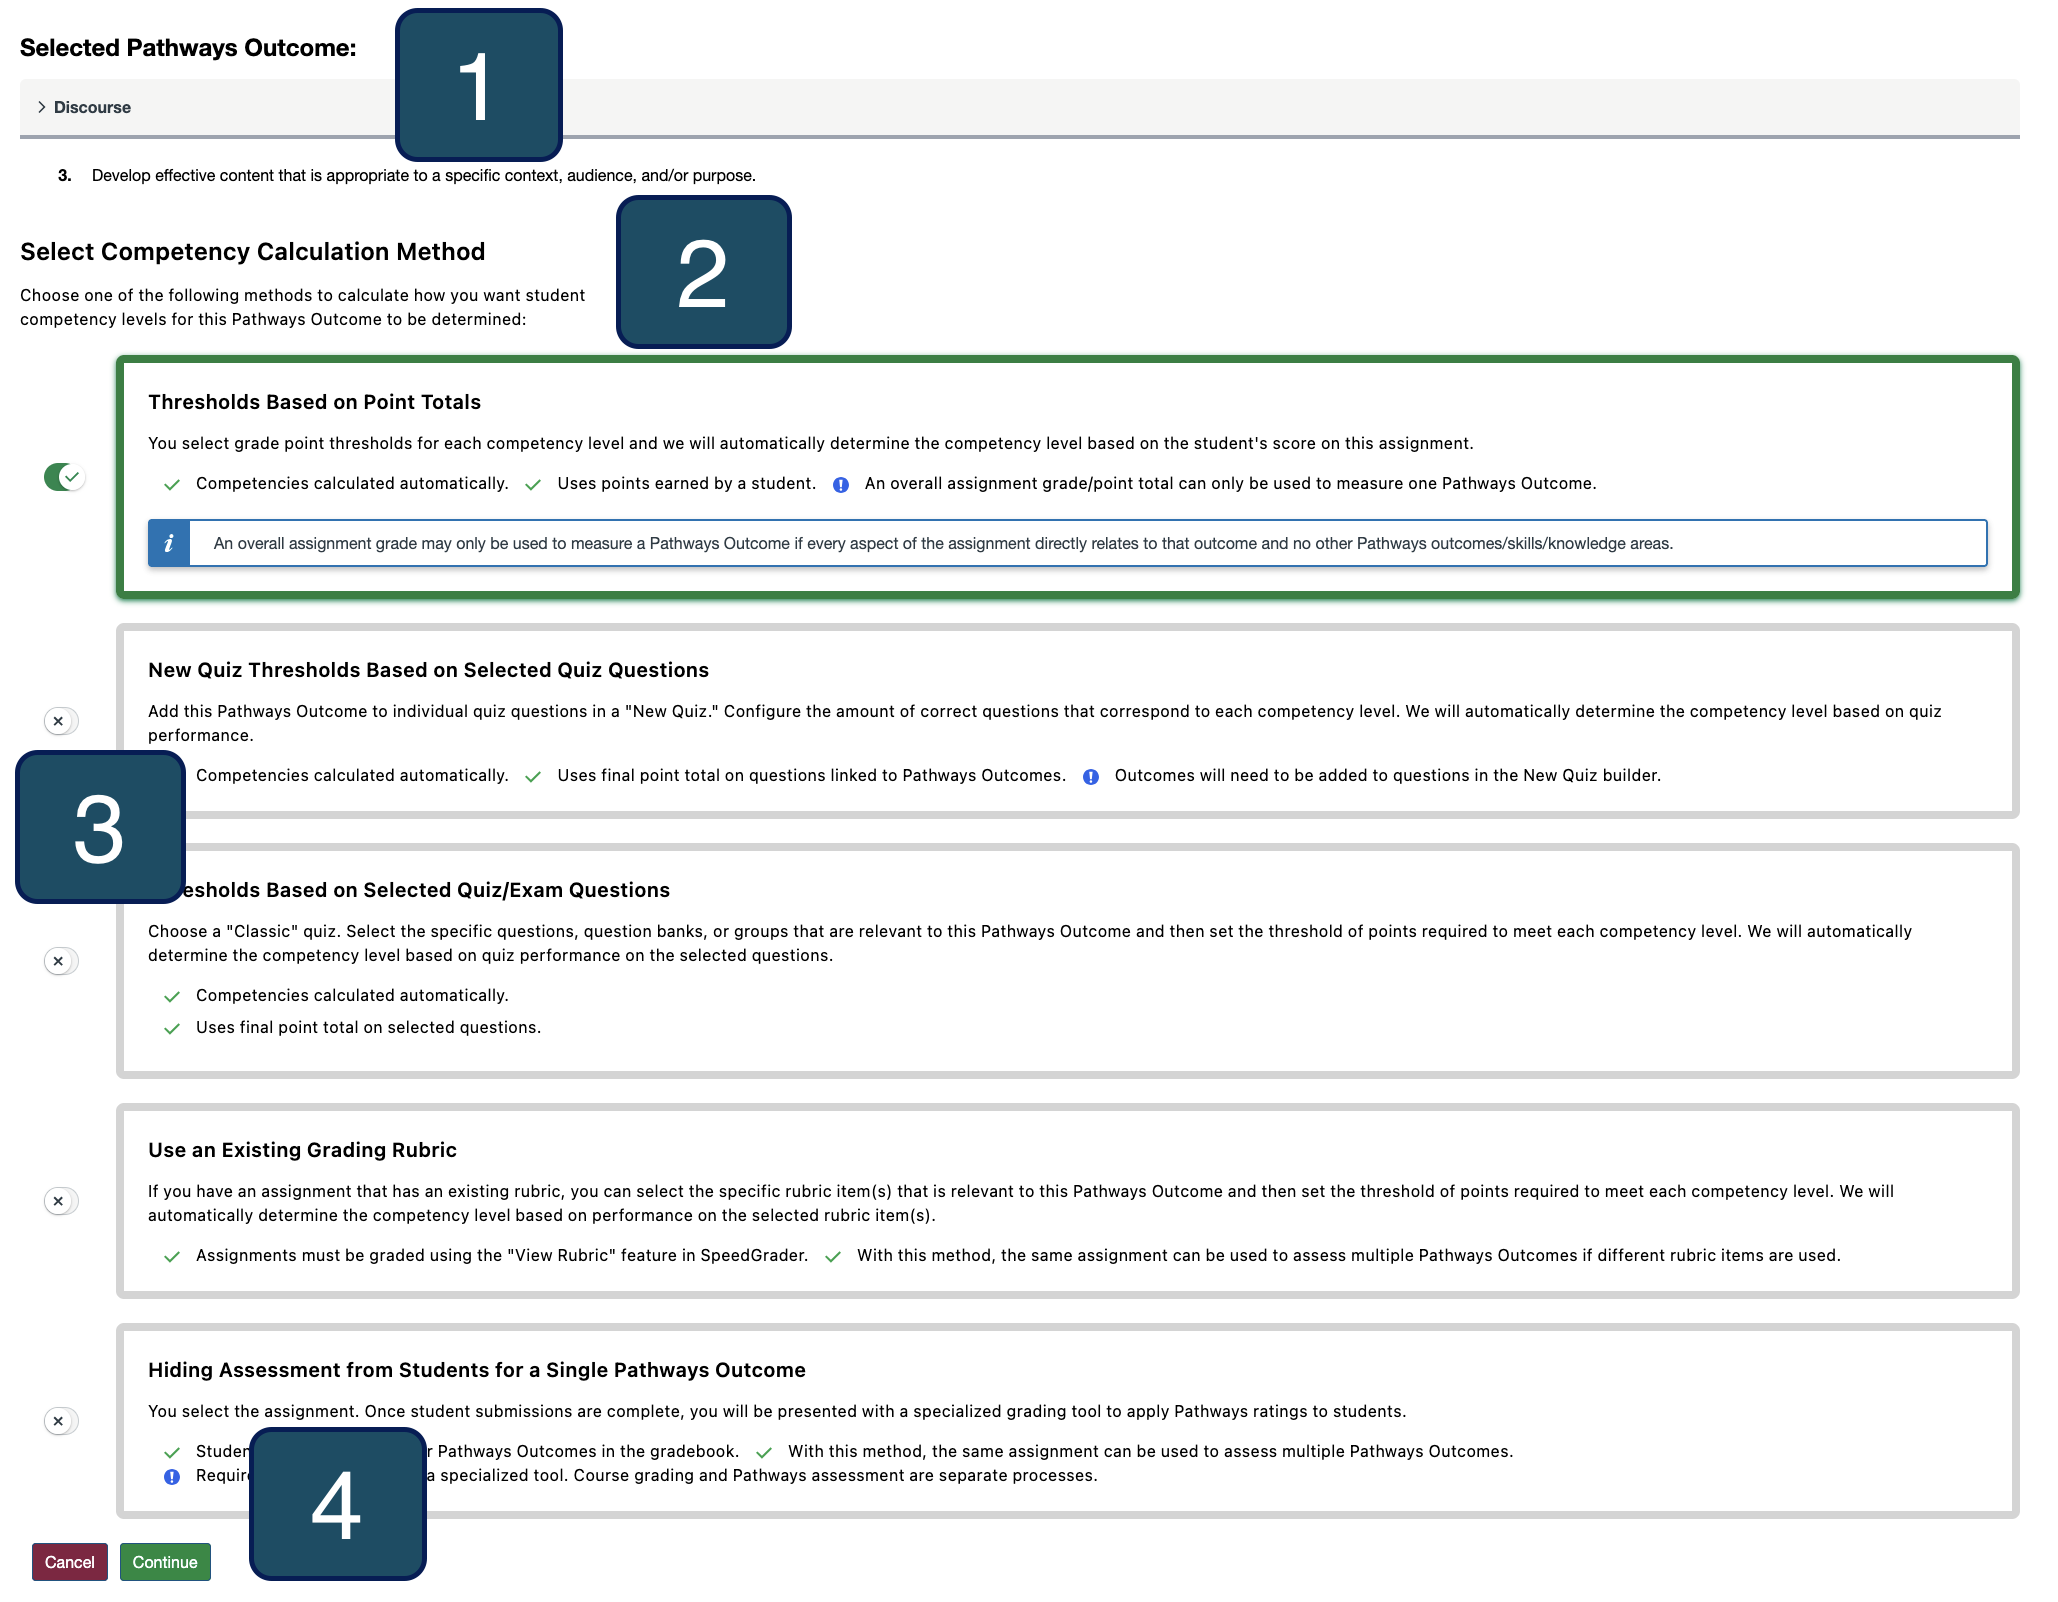 Selected Pathways Outcome:
1
Discourse
3. Develop effective content that is appropriate to a specific context, audience, and/or purpose.
2
Select Competency Calculation Method
Choose one of the following methods to calculate how you want student
competency levels for this Pathways Outcome to be determined:
Thresholds Based on Point Totals
You select grade point thresholds for each competency level and we will automatically determine the competency level based on the student's score on this assignment.
Competencies calculated automatically. Uses points earned by a student. An overall assignment grade/point total can only be used to measure one Pathways Outcome.
i An overall assignment grade may only be used to measure a Pathways Outcome if every aspect of the assignment directly relates to that outcome and no other Pathways outcomes/skills/knowledge areas.
New Quiz Thresholds Based on Selected Quiz Questions
Add this Pathways Outcome to individual quiz questions in a "New Quiz." Configure the amount of correct questions that correspond to each competency level. We will automatically determine the competency level based on quiz
performance.
Competencies calculated automatically. Uses final point total on questions linked to Pathways Outcomes. Outcomes will need to be added to questions in the New Quiz builder.
3
Based on Selected Quiz/Exam Questions
Choose a "Classic" quiz. Select the specific questions, question banks, or groups that are relevant to this Pathways Outcome and then set the threshold of points required to meet each competency level. We will automatically
determine the competency level based on quiz performance on the selected questions.
Competencies calculated automatically.
Uses final point total on selected questions.
Use an Existing Grading Rubric
If you have an assignment that has an existing rubric, you can select the specific rubric item(s) that is relevant to this Pathways Outcome and then set the threshold of points required to meet each competency level. We will
automatically determine the competency level based on performance on the selected rubric item(s).
Assignments must be graded using the "View Rubric" feature in SpeedGrader. With this method, the same assignment can be used to assess multiple Pathways Outcomes if different rubric items are used.
Hiding Assessment from Students for a Single Pathways Outcome
You select the assignment. Once student submissions are complete, you will be presented with a specialized grading tool to apply Pathways ratings to students.
Pathways Outcomes in the gradebook. With this method, the same assignment can be used to assess multiple Pathways Outcomes.
a specialized tool. Course grading and Pathways assessment are separate processes.
4
Cancel Continue